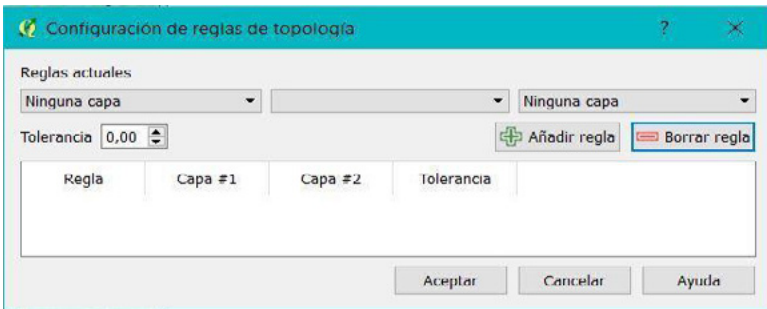 Configuración de reglas de topología ?
Reglas actuales
Ninguna capa Ninguna capa
Tolerancia 0,00 Añadir regla Borrar regla
Regla Capa #1 Capa #2 Tolerancia
Aceptar Cancelar Ayuda